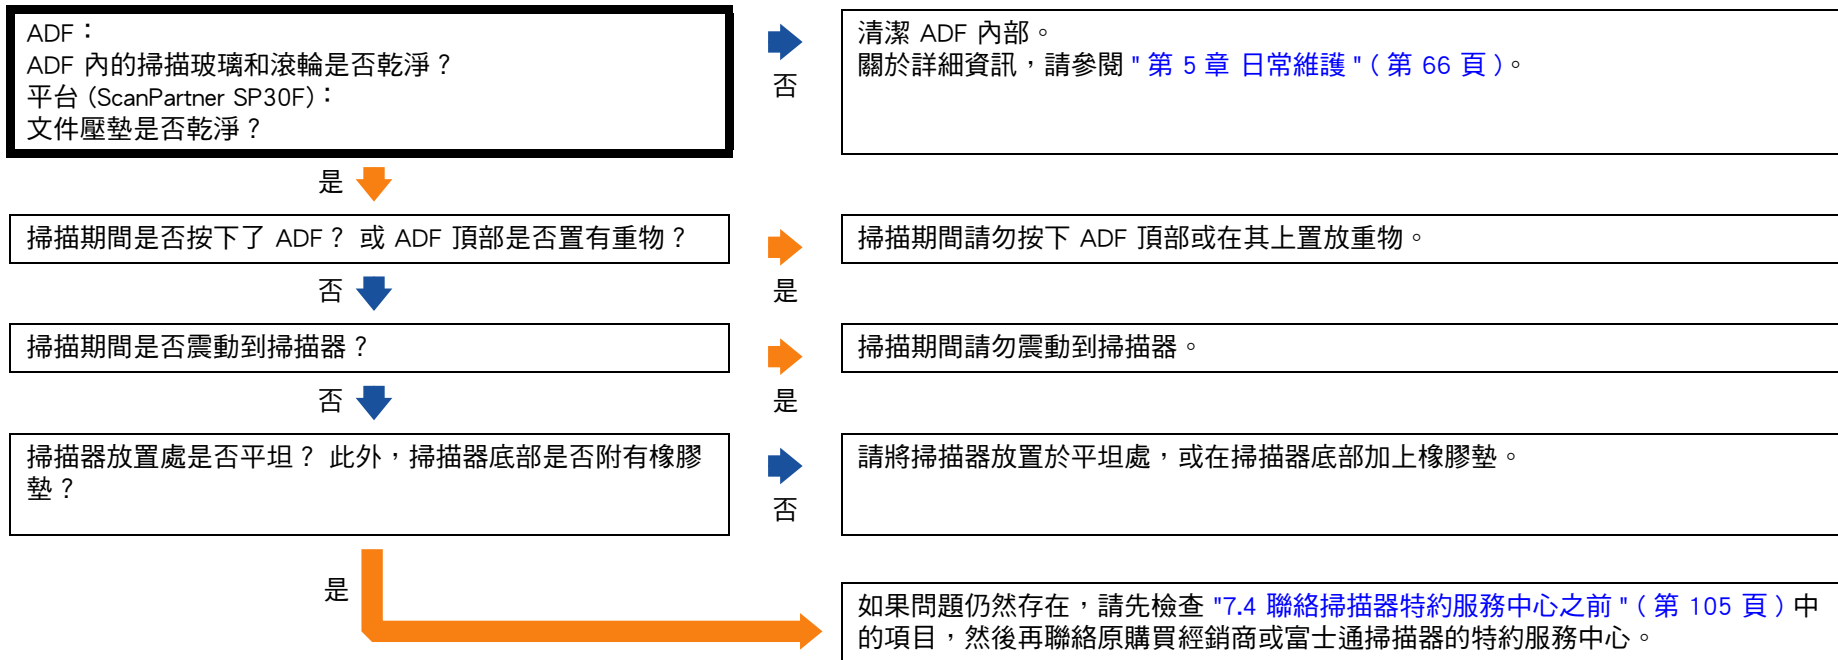 ADF：
ADF 內的掃描玻璃和滾輪是否乾淨？
平台 (ScanPartner SP30F)：
文件壓墊是否乾淨？
否
清潔 ADF 內部。
關於詳細資訊，請參閱 " 第 5 章 日常維護 " ( 第 66 頁 )。
是
掃描期間是否按下了 ADF？ 或 ADF 頂部是否置有重物？
是
掃描期間請勿按下 ADF 頂部或在其上置放重物。
否
掃描期間是否震動到掃描器？
是
掃描期間請勿震動到掃描器。
否
掃描器放置處是否平坦？ 此外，掃描器底部是否附有橡膠
墊？
否
請將掃描器放置於平坦處，或在掃描器底部加上橡膠墊。
是
如果問題仍然存在，請先檢查 "7.4 聯絡掃描器特約服務中心之前 " ( 第 105 頁 ) 中
的項目，然後再聯絡原購買經銷商或富士通掃描器的特約服務中心。